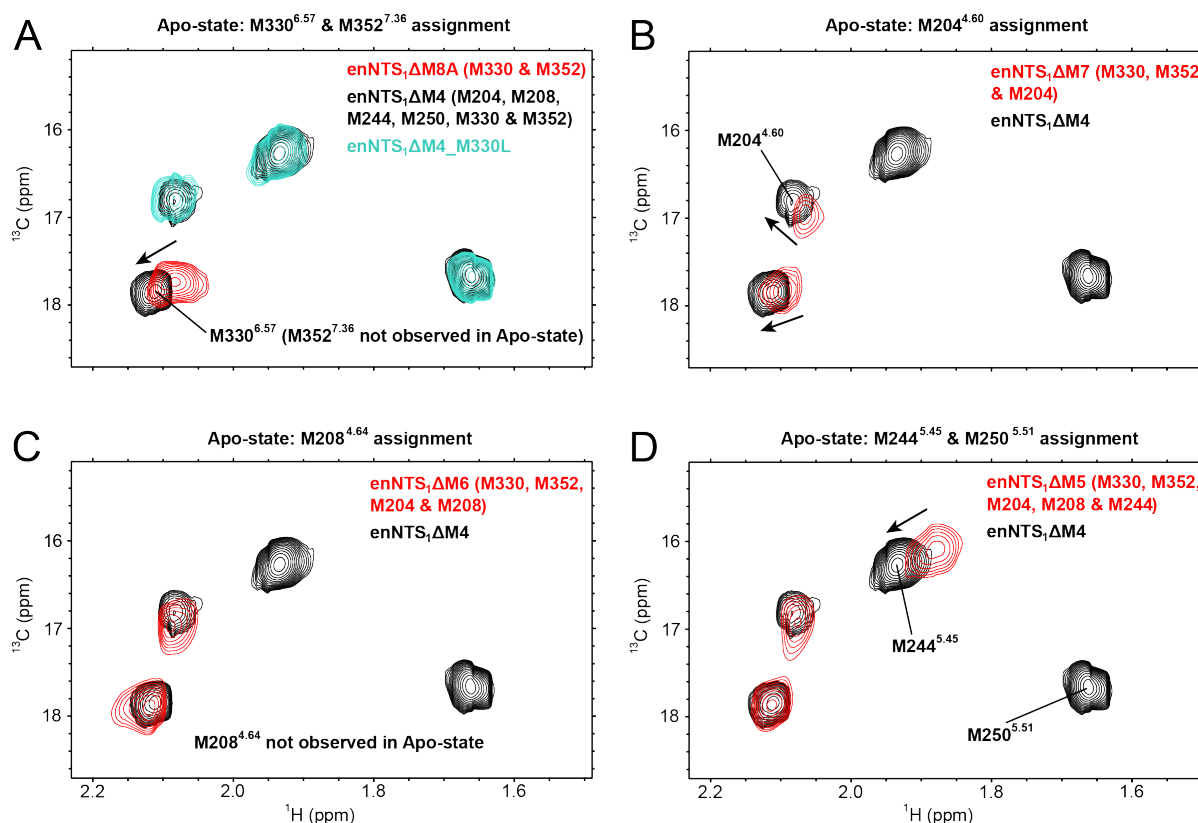 A
Apo-state: M330^6.57 & M352^7.36 assignment
enNTS₁ΔM8A (M330 & M352)
enNTS₁ΔM4 (M204, M208,
M244, M250, M330 & M352)
enNTS₁ΔM4_M330L
16
17
18
¹³C (ppm)
M330^6.57 (M352^7.36 not observed in Apo-state)
B
Apo-state: M204^4.60 assignment
enNTS₁ΔM7 (M330, M352
& M204)
enNTS₁ΔM4
M204^4.60
16
17
18
¹³C (ppm)
C
Apo-state: M208^4.64 assignment
enNTS₁ΔM6 (M330, M352,
M204 & M208)
enNTS₁ΔM4
16
17
18
¹³C (ppm)
M208^4.64 not observed in Apo-state
2.2 2.0 1.8 1.6
¹H (ppm)
D
Apo-state: M244^5.45 & M250^5.51 assignment
enNTS₁ΔM5 (M330, M352,
M204, M208 & M244)
enNTS₁ΔM4
M244^5.45
M250^5.51
16
17
18
¹³C (ppm)
2.2 2.0 1.8 1.6
¹H (ppm)